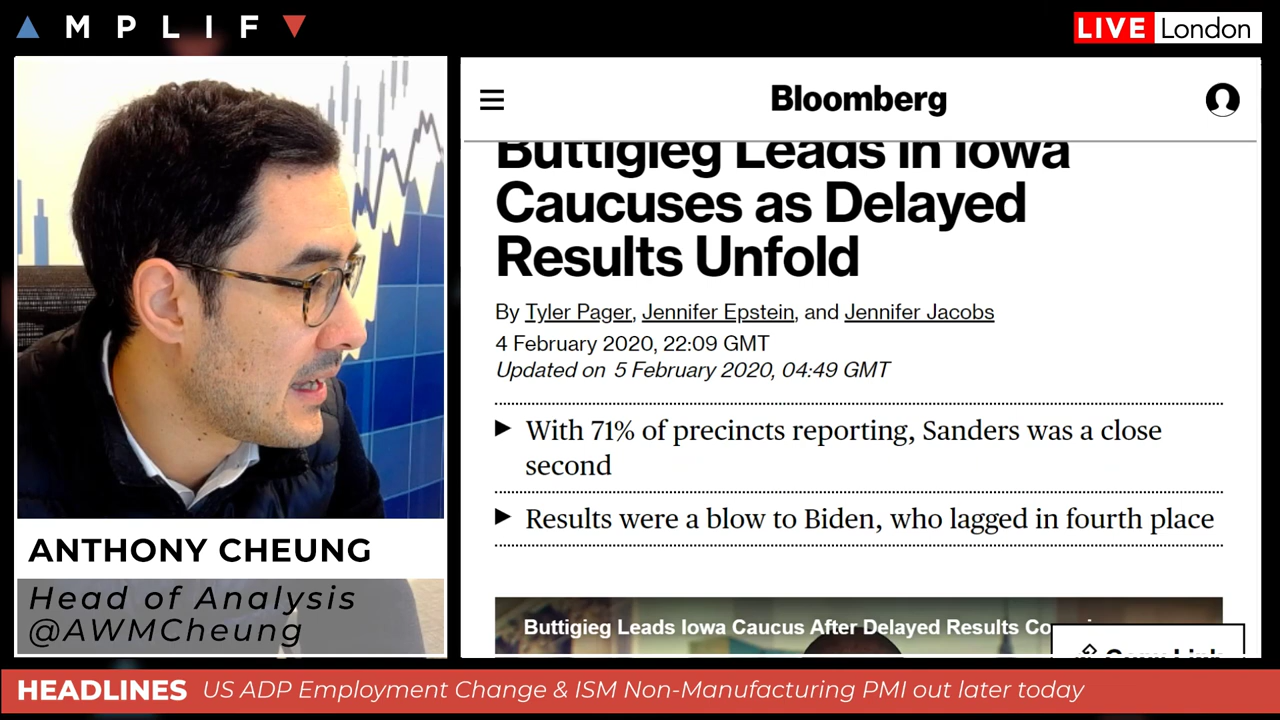 ▲ M P L I F ▼
LIVE London
Bloomberg
Buttigieg Leads in Iowa
Caucuses as Delayed
Results Unfold
By Tyler Pager, Jennifer Epstein, and Jennifer Jacobs
4 February 2020, 22:09 GMT
Updated on 5 February 2020, 04:49 GMT
With 71% of precincts reporting, Sanders was a close
second
Results were a blow to Biden, who lagged in fourth place
Buttigieg Leads Iowa Caucus After Delayed Results
Copy Link
ANTHONY CHEUNG
Head of Analysis
@AWMCheung
HEADLINES US ADP Employment Change & ISM Non-Manufacturing PMI out later today